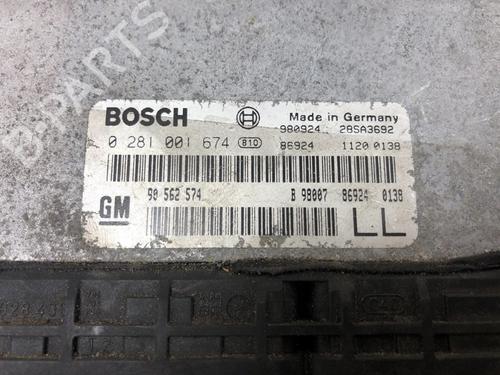 BOSCH
Made in Germany
980924 28SA3692
0 281 001 674 810
86924 1120 0138
GM
90 562 574
B 98007 86924 0138
LL